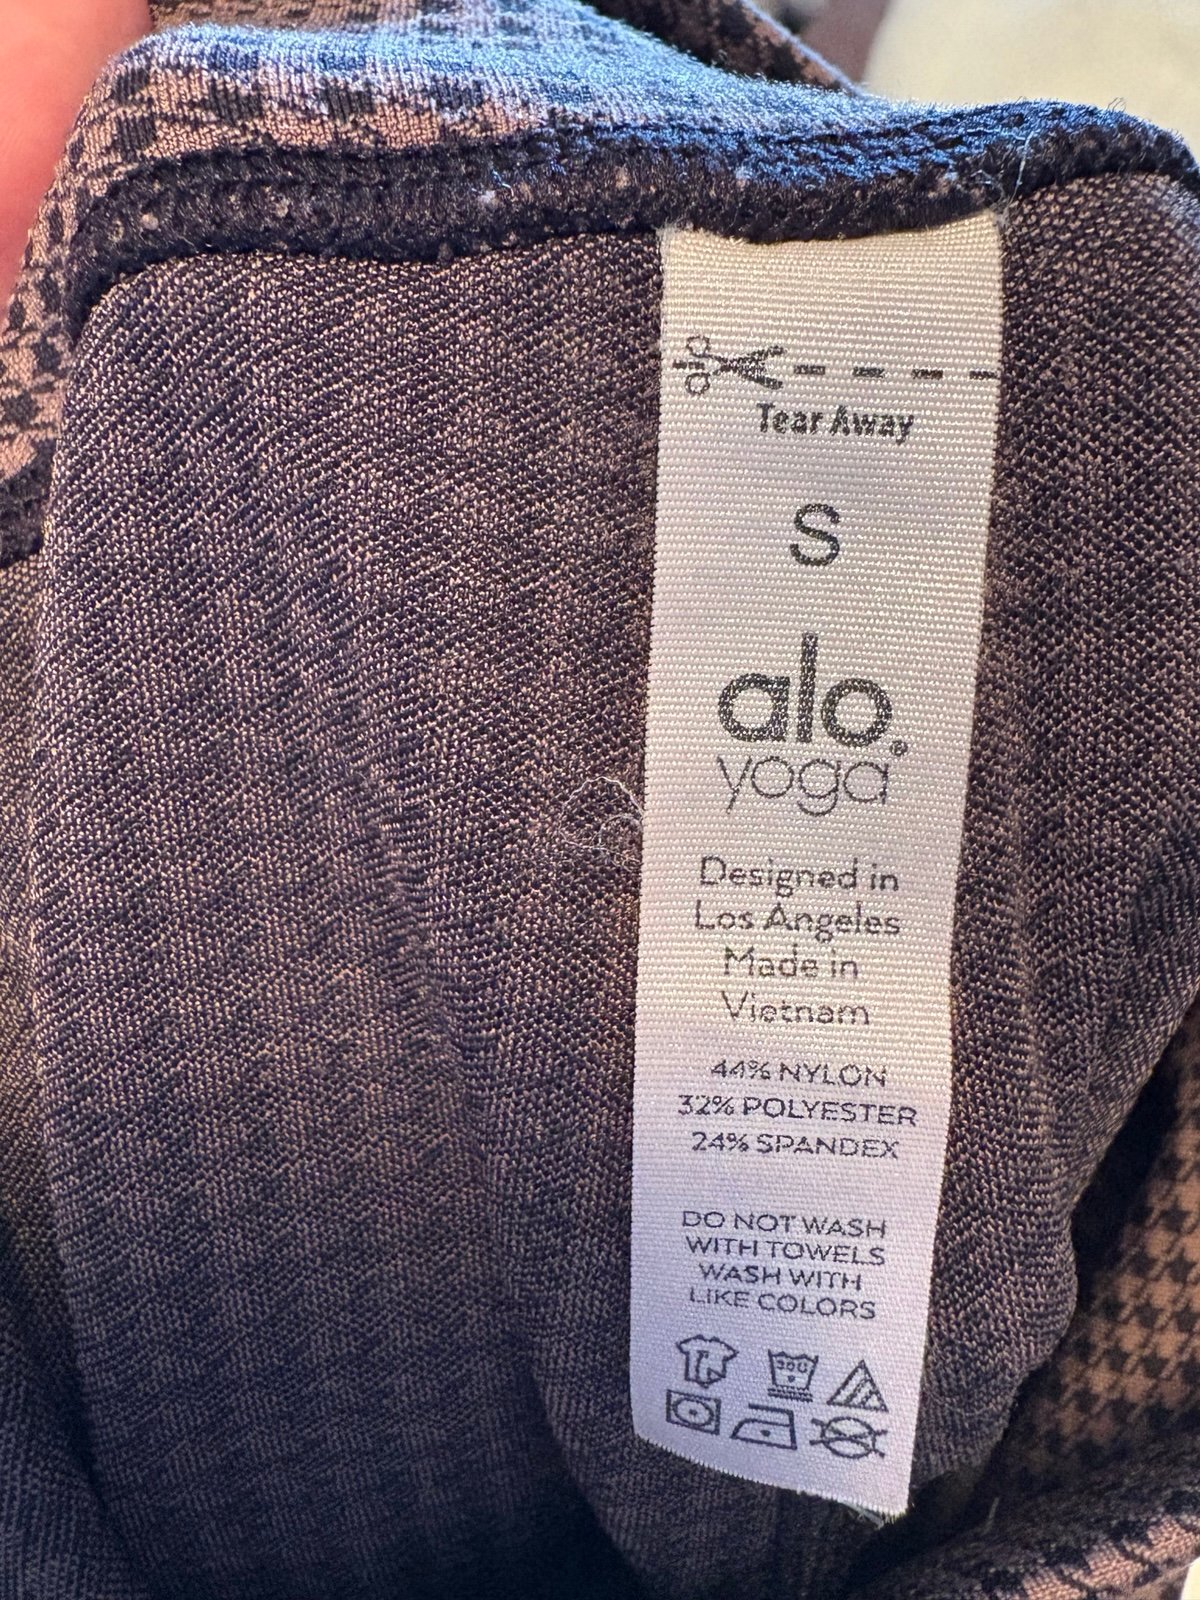 Tear Away
S
alo.
yoga
Designed in
Los Angeles
Made in
Vietnam
44% NYLON
32% POLYESTER
24% SPANDEX
DO NOT WASH
WITH TOWELS
WASH WITH
LIKE COLORS